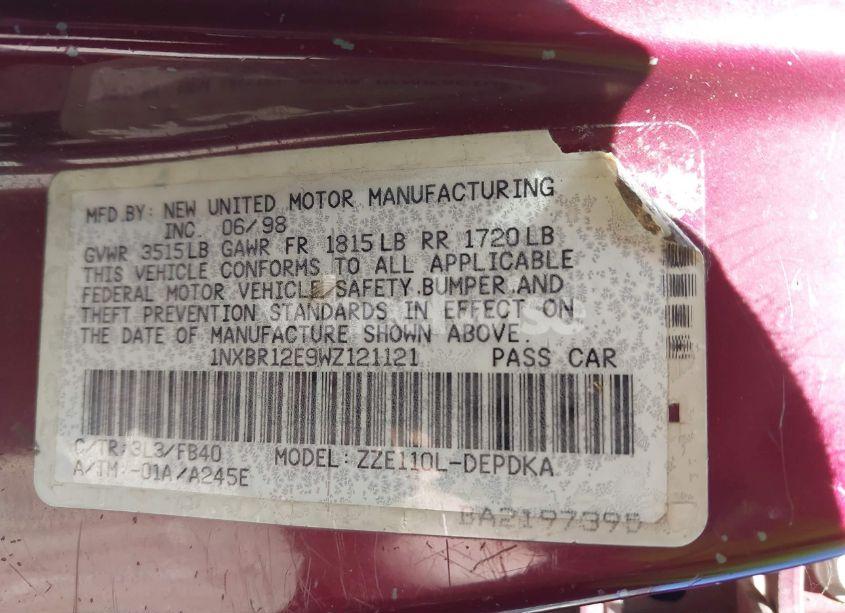 MFD.BY: NEW UNITED MOTOR MANUFACTURING
INC. 06/98
GVWR 3515LB GAWR FR 1815LB RR 1720LB
THIS VEHICLE CONFORMS TO ALL APPLICABLE
FEDERAL MOTOR VEHICLE SAFETY.BUMPER.AND
THEFT PREVENTION STANDARDS IN EFFECT ON
THE DATE OF MANUFACTURE SHOWN ABOVE.
1NXBR12E9WZ121121 PASS CAR
C/TR:3L3/FB40 MODEL:ZZE110L-DEPDKA
A/TM:-01A/A245E